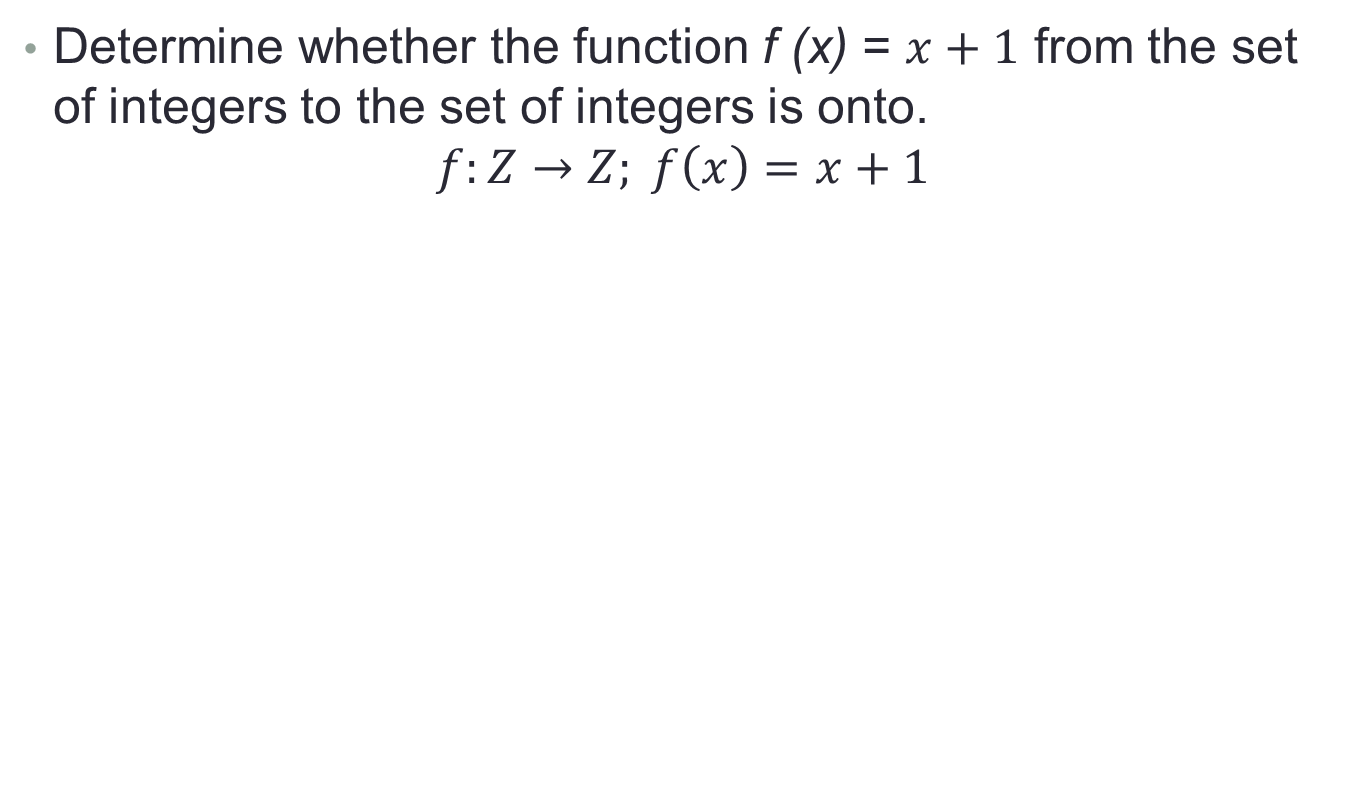 • Determine whether the function f (x) = 𝑥 + 1 from the set
of integers to the set of integers is onto.
𝑓: 𝑍 → 𝑍; 𝑓(𝑥) = 𝑥 + 1